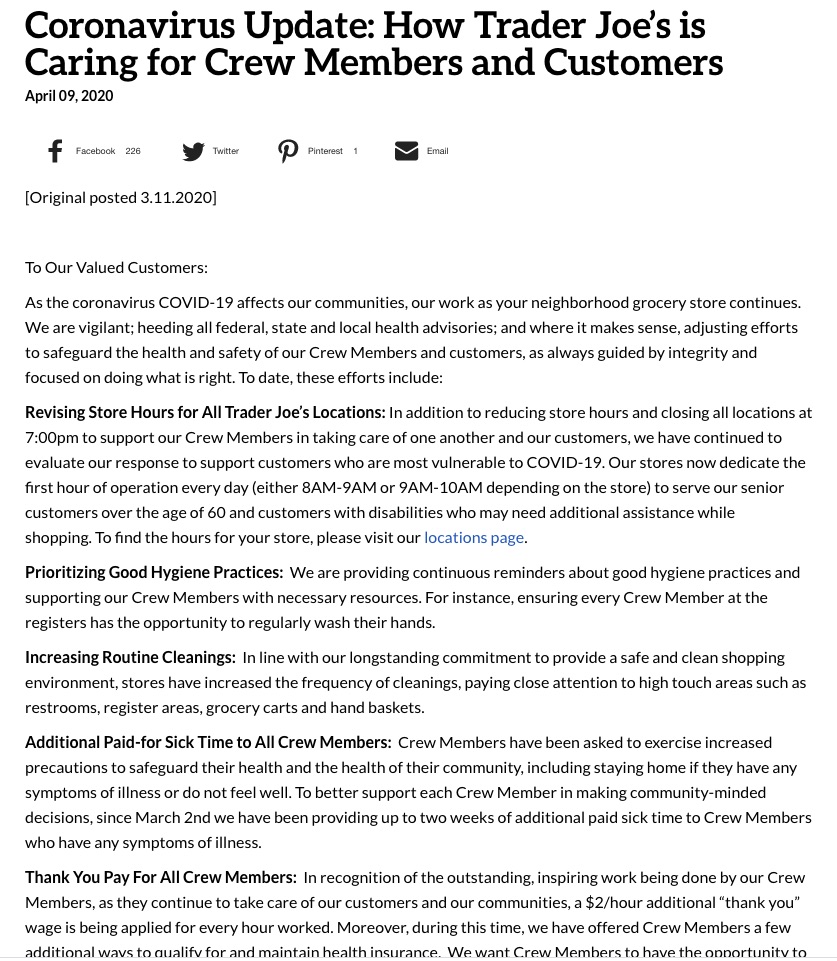 Coronavirus Update: How Trader Joe's is
Caring for Crew Members and Customers
April 09, 2020
Facebook 226 Twitter Pinterest 1 Email
[Original posted 3.11.2020]
To Our Valued Customers:
As the coronavirus COVID-19 affects our communities, our work as your neighborhood grocery store continues.
We are vigilant; heeding all federal, state and local health advisories; and where it makes sense, adjusting efforts
to safeguard the health and safety of our Crew Members and customers, as always guided by integrity and
focused on doing what is right. To date, these efforts include:
Revising Store Hours for All Trader Joe's Locations: In addition to reducing store hours and closing all locations at
7:00pm to support our Crew Members in taking care of one another and our customers, we have continued to
evaluate our response to support customers who are most vulnerable to COVID-19. Our stores now dedicate the
first hour of operation every day (either 8AM-9AM or 9AM-10AM depending on the store) to serve our senior
customers over the age of 60 and customers with disabilities who may need additional assistance while
shopping. To find the hours for your store, please visit our locations page.
Prioritizing Good Hygiene Practices: We are providing continuous reminders about good hygiene practices and
supporting our Crew Members with necessary resources. For instance, ensuring every Crew Member at the
registers has the opportunity to regularly wash their hands.
Increasing Routine Cleanings: In line with our longstanding commitment to provide a safe and clean shopping
environment, stores have increased the frequency of cleanings, paying close attention to high touch areas such as
restrooms, register areas, grocery carts and hand baskets.
Additional Paid-for Sick Time to All Crew Members: Crew Members have been asked to exercise increased
precautions to safeguard their health and the health of their community, including staying home if they have any
symptoms of illness or do not feel well. To better support each Crew Member in making community-minded
decisions, since March 2nd we have been providing up to two weeks of additional paid sick time to Crew Members
who have any symptoms of illness.
Thank You Pay For All Crew Members: In recognition of the outstanding, inspiring work being done by our Crew
Members, as they continue to take care of our customers and our communities, a $2/hour additional "thank you"
wage is being applied for every hour worked. Moreover, during this time, we have offered Crew Members a few
additional ways to qualify for and maintain health insurance. We want Crew Members to have the opportunity to